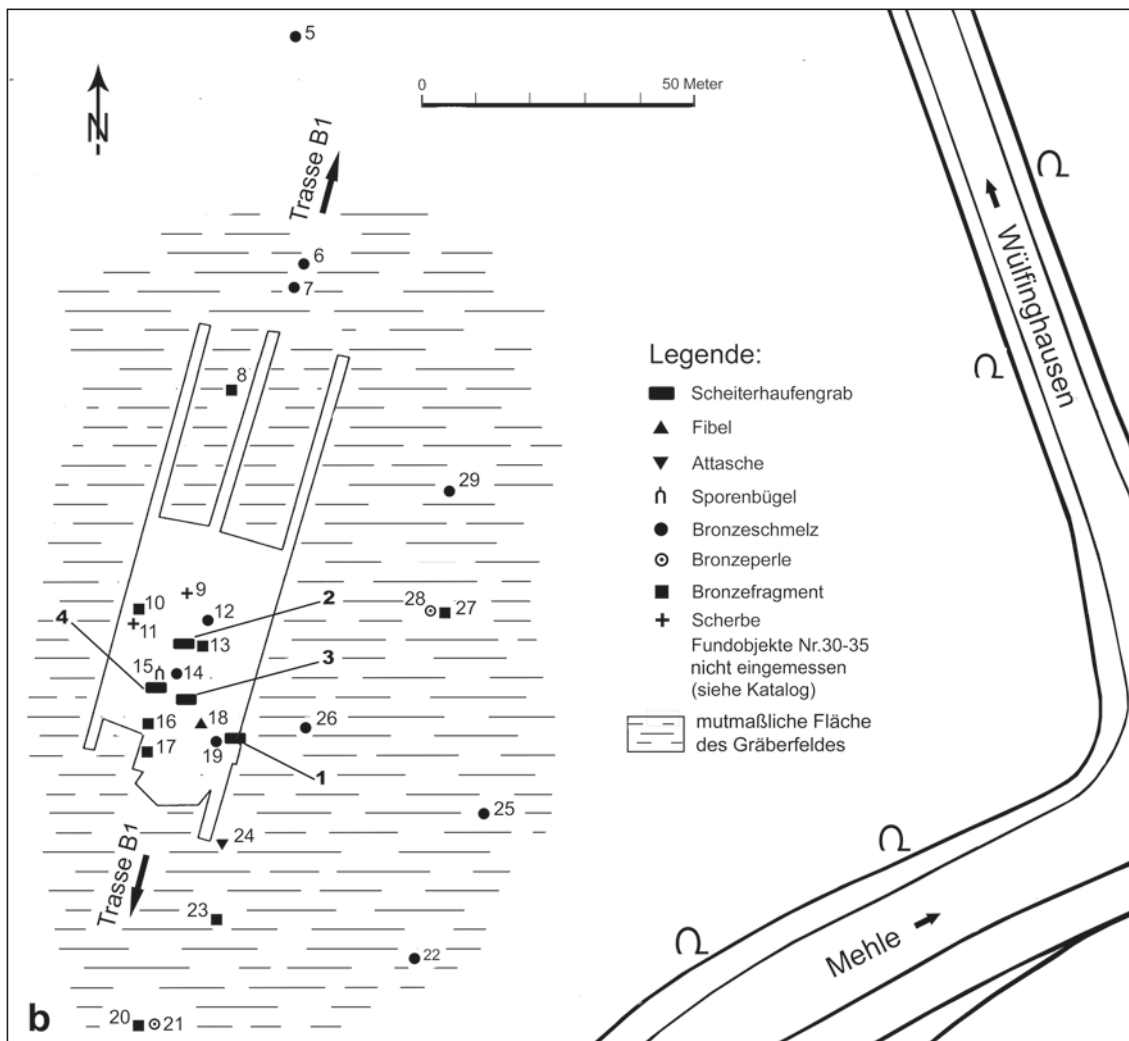 5
0 50 Meter
N
Trasse B1
6
7
Wülfinghausen
8
Legende:
Scheiterhaufengrab
Fibel
Attasche
Sporenbügel
Bronzeschmelz
Bronzeperle
Bronzefragment
Scherbe
Fundobjekte Nr.30-35
nicht eingemessen
(siehe Katalog)
mutmaßliche Fläche
des Gräberfeldes
29
9
10
2
28
27
4
11
12
13
15
14
3
16
18
26
17
19
1
25
24
Trasse B1
23
22
Mehle
b
20
21